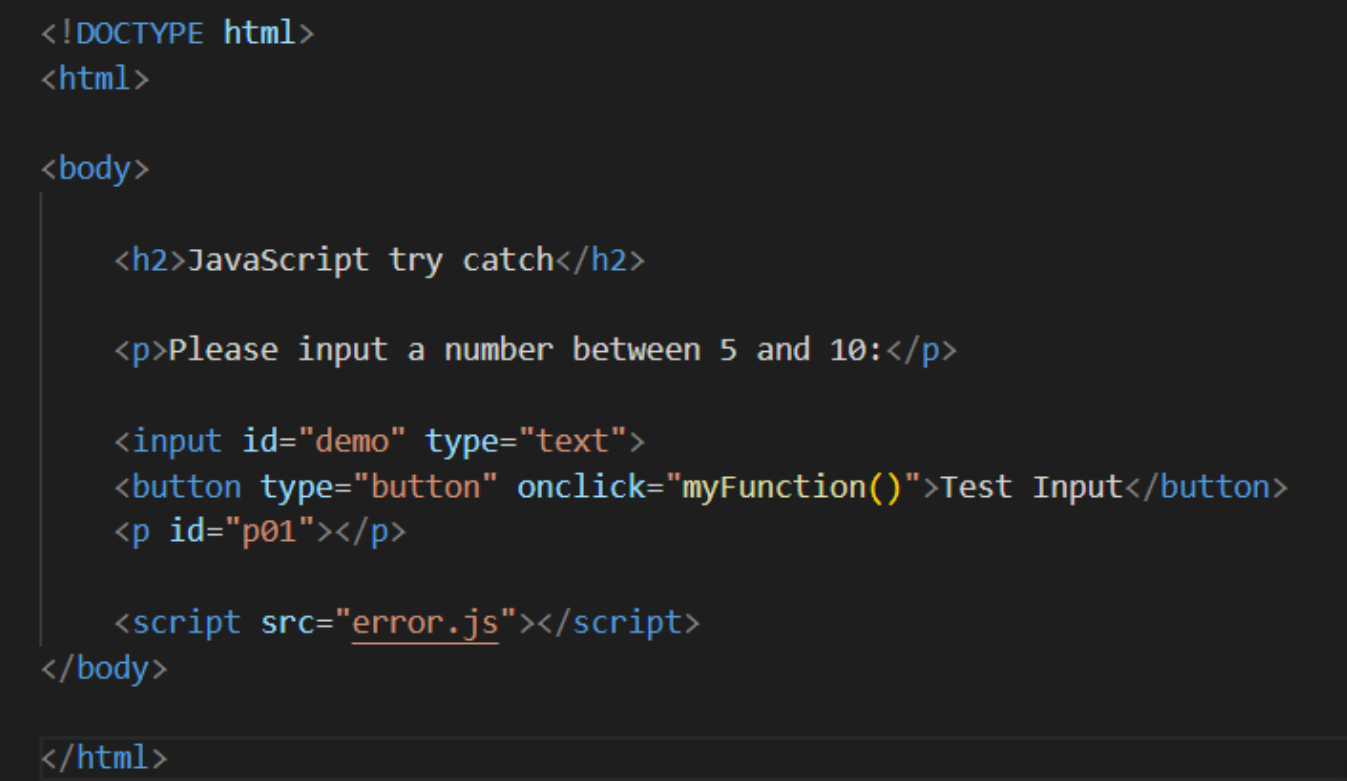 <!DOCTYPE html>
<html>
<body>
<h2>JavaScript try catch</h2>
<p>Please input a number between 5 and 10:</p>
<input id="demo" type="text">
<button type="button" onclick="myFunction()">Test Input</button>
<p id="p01"></p>
<script src="error.js"></script>
</body>
</html>